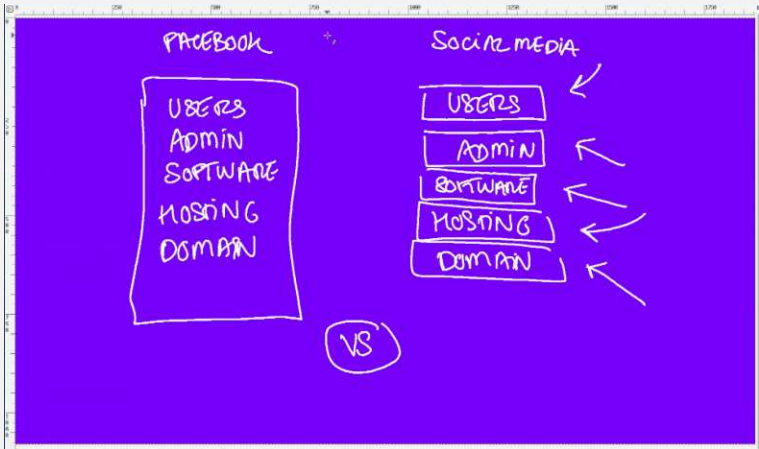 FACEBOOK
USERS
ADMIN
SOFTWARE
HOSTING
DOMAIN
SOCIAL MEDIA
USERS
ADMIN
SOFTWARE
HOSTING
DOMAIN
VS